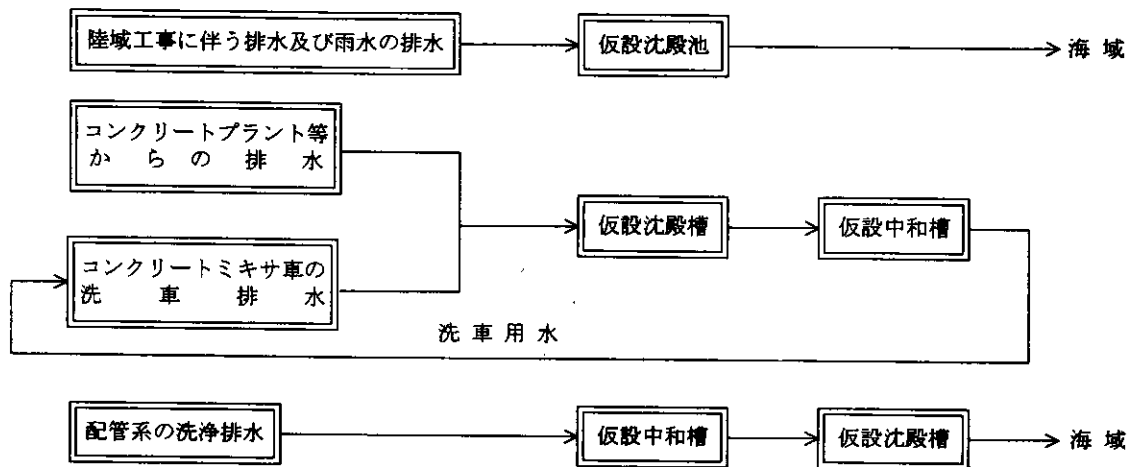 陸域工事に伴う排水及び雨水の排水
仮設沈殿池
海域
コンクリートプラント等
からの排水
仮設沈殿槽
仮設中和槽
コンクリートミキサ車の
洗車排水
洗車用水
配管系の洗浄排水
仮設中和槽
仮設沈殿槽
海域